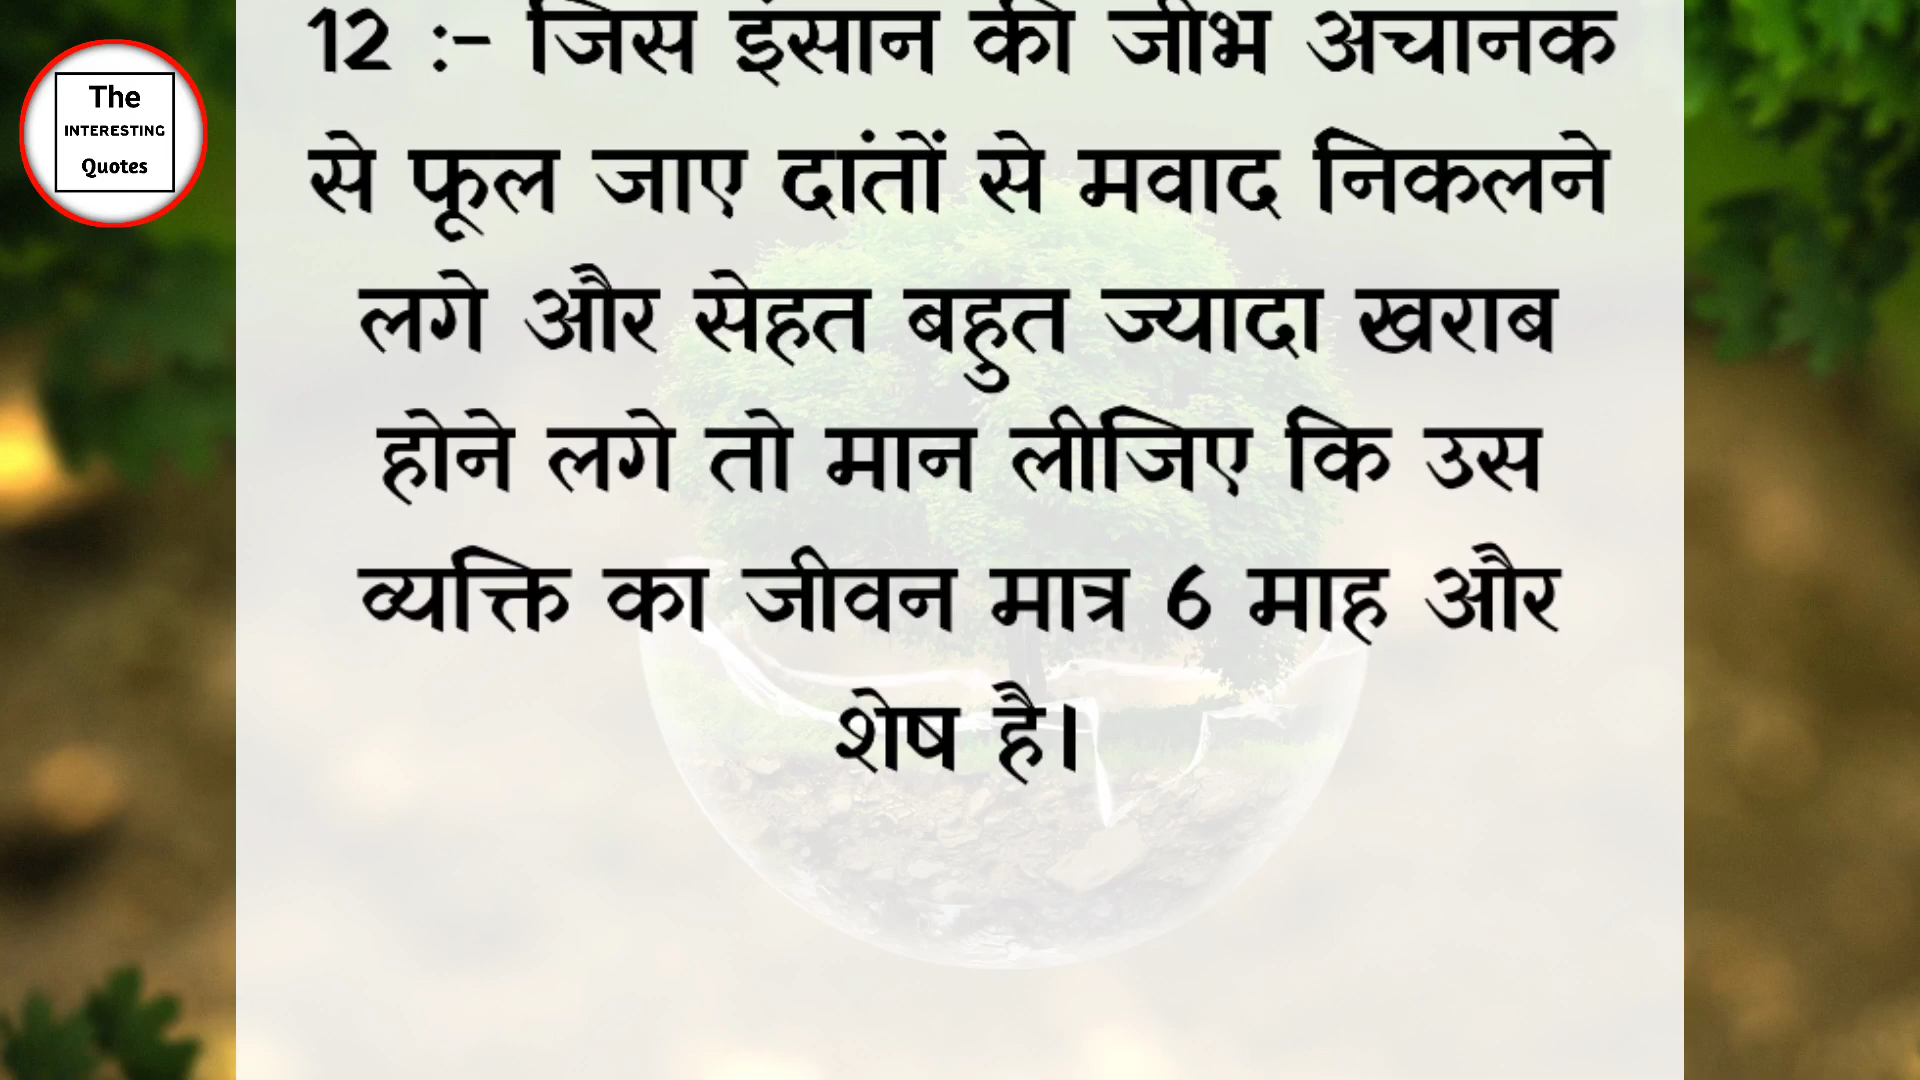 The
INTERESTING
Quotes
12 :- जिस इंसान की जीभ अचानक
से फूल जाए दांतों से मवाद निकलने
लगे और सेहत बहुत ज्यादा खराब
होने लगे तो मान लीजिए कि उस
व्यक्ति का जीवन मात्र 6 माह और
शेष है।